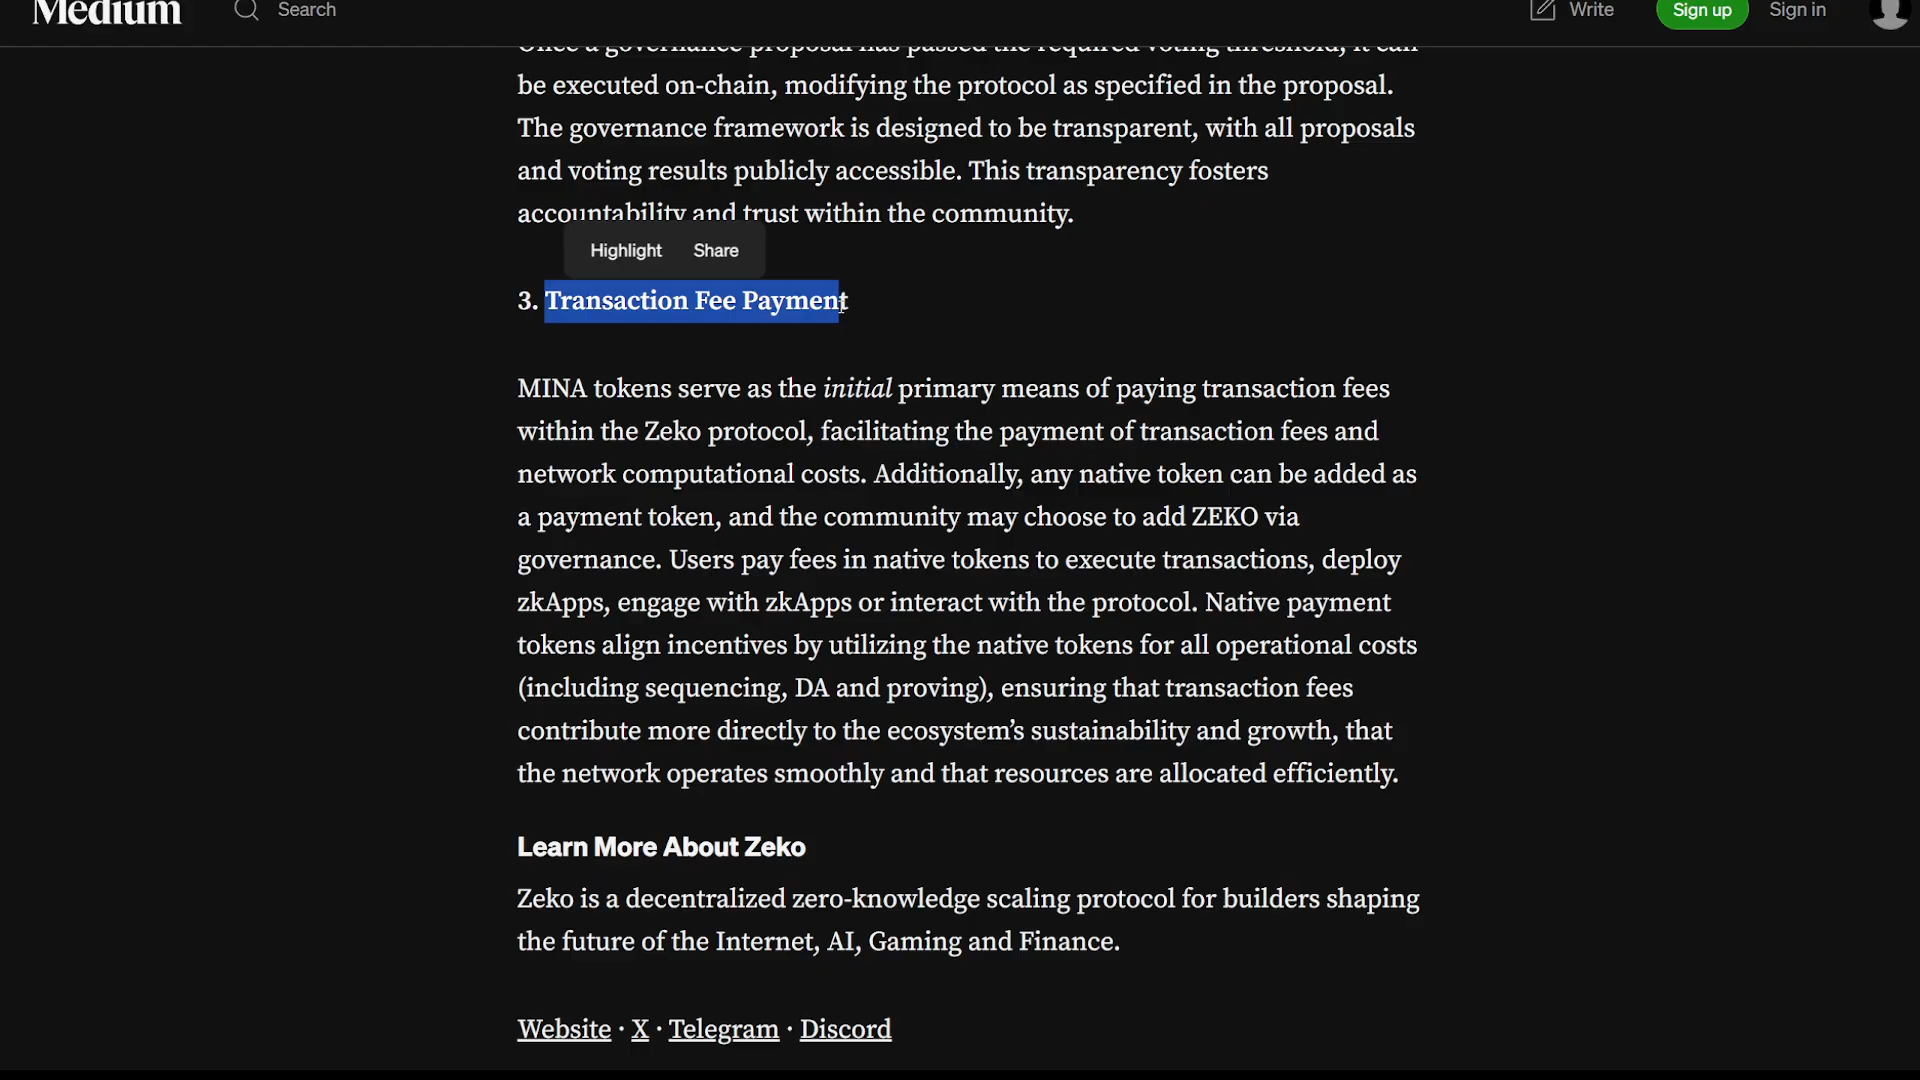 Medium
Search
Write
Sign up
Sign in
Once a governance proposal has passed the required voting threshold, it can
be executed on-chain, modifying the protocol as specified in the proposal.
The governance framework is designed to be transparent, with all proposals
and voting results publicly accessible. This transparency fosters
accountability and trust within the community.
Highlight
Share
3. Transaction Fee Payment
MINA tokens serve as the initial primary means of paying transaction fees
within the Zeko protocol, facilitating the payment of transaction fees and
network computational costs. Additionally, any native token can be added as
a payment token, and the community may choose to add ZEKO via
governance. Users pay fees in native tokens to execute transactions, deploy
zkApps, engage with zkApps or interact with the protocol. Native payment
tokens align incentives by utilizing the native tokens for all operational costs
(including sequencing, DA and proving), ensuring that transaction fees
contribute more directly to the ecosystem’s sustainability and growth, that
the network operates smoothly and that resources are allocated efficiently.
Learn More About Zeko
Zeko is a decentralized zero-knowledge scaling protocol for builders shaping
the future of the Internet, AI, Gaming and Finance.
Website · X · Telegram · Discord